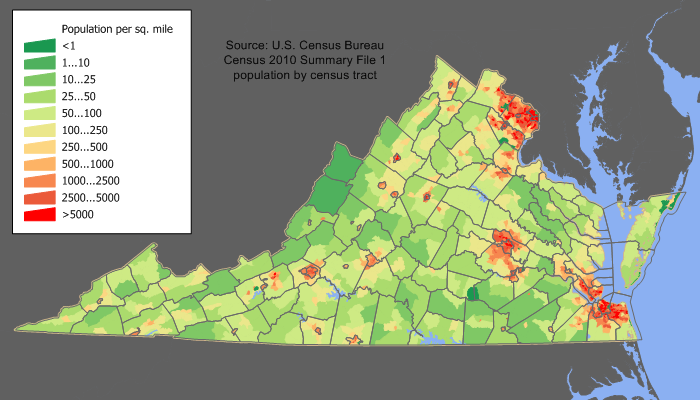 Population per sq. mile
<1
1...10
10...25
25...50
50...100
100...250
250...500
500...1000
1000...2500
2500...5000
>5000
Source: U.S. Census Bureau
Census 2010 Summary File 1
population by census tract